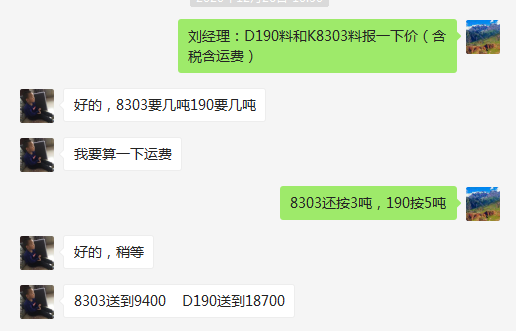 刘经理：D190料和K8303料报一下价（含
税含运费）
好的，8303要几吨190要几吨
我要算一下运费
8303还按3吨，190按5吨
好的，稍等
8303送到9400 D190送到18700